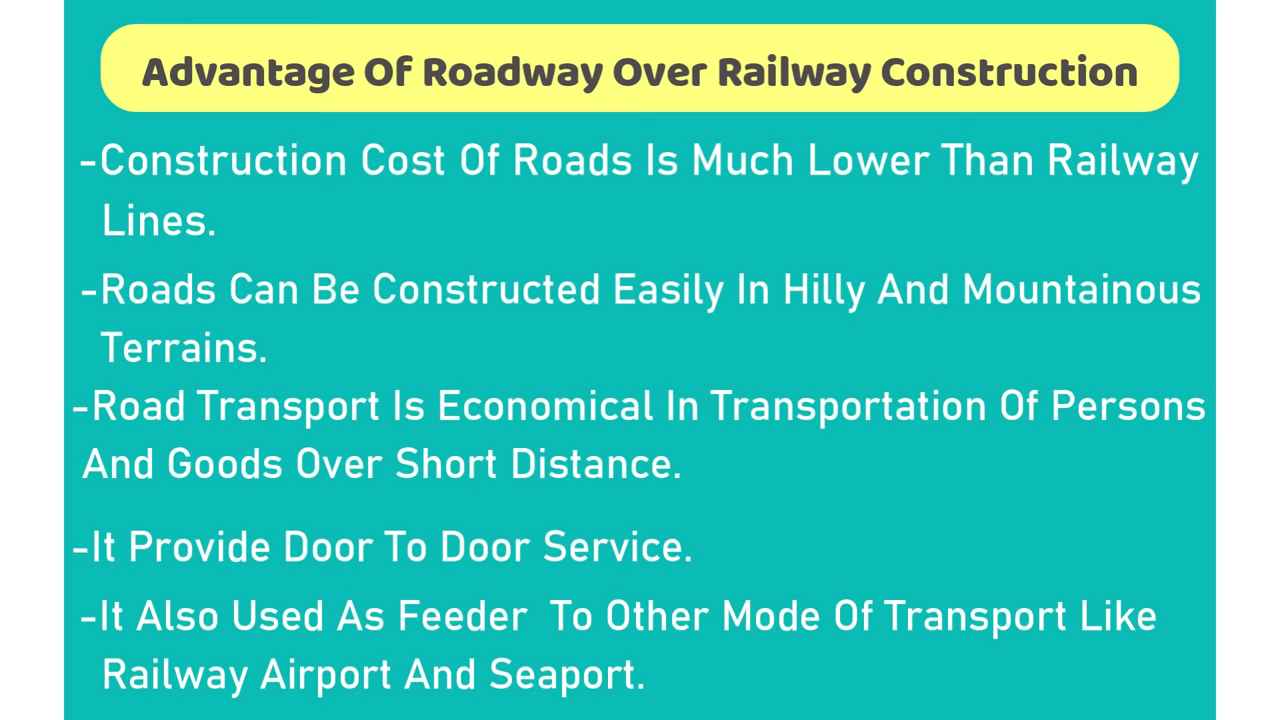 Advantage Of Roadway Over Railway Construction
-Construction Cost Of Roads Is Much Lower Than Railway
Lines.
-Roads Can Be Constructed Easily In Hilly And Mountainous
Terrains.
-Road Transport Is Economical In Transportation Of Persons
And Goods Over Short Distance.
-It Provide Door To Door Service.
-It Also Used As Feeder  To Other Mode Of Transport Like
Railway Airport And Seaport.